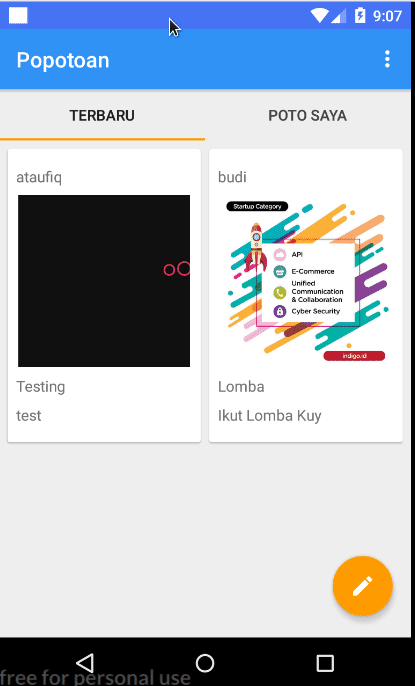 9:07
Popotoan
TERBARU
POTO SAYA
ataufiq
Testing
test
budi
Startup Category
API
E-Commerce
Unified
Communication
& Collaboration
Cyber Security
indigo.id
Lomba
Ikut Lomba Kuy
free for personal use